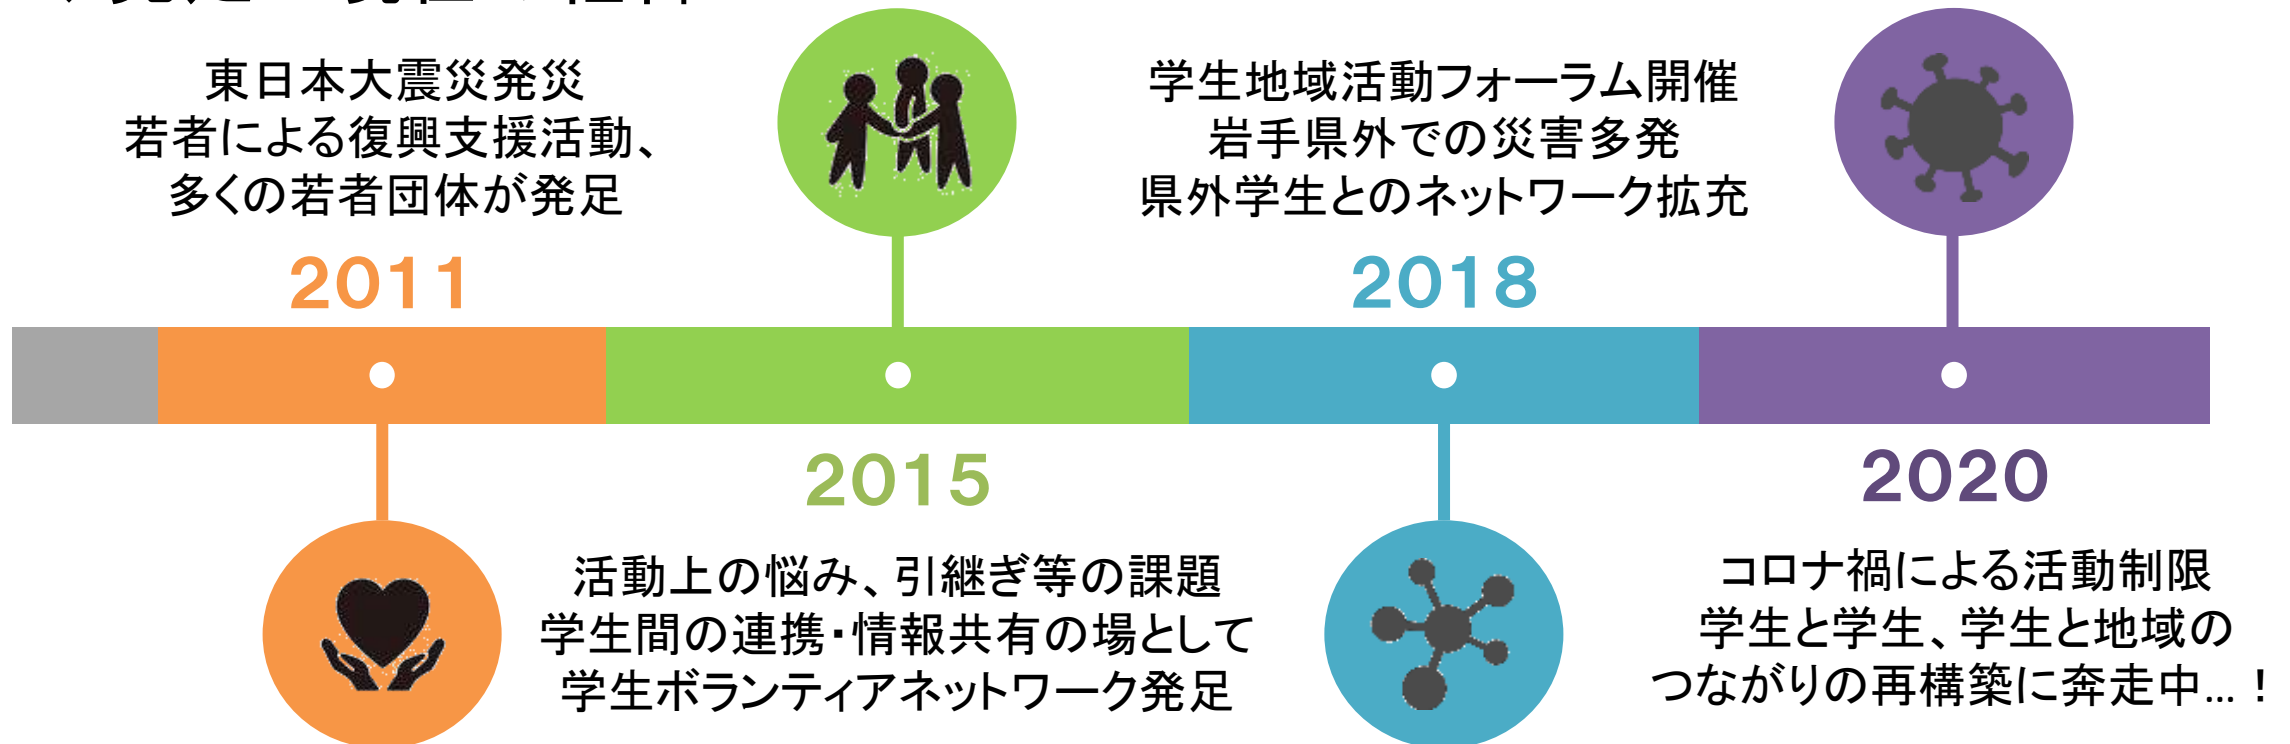 東日本大震災発災
若者による復興支援活動、
多くの若者団体が発足
2011
2015
活動上の悩み、引継ぎ等の課題
学生間の連携・情報共有の場として
学生ボランティアネットワーク発足
学生地域活動フォーラム開催
岩手県外での災害多発
県外学生とのネットワーク拡充
2018
2020
コロナ禍による活動制限
学生と学生、学生と地域の
つながりの再構築に奔走中…！